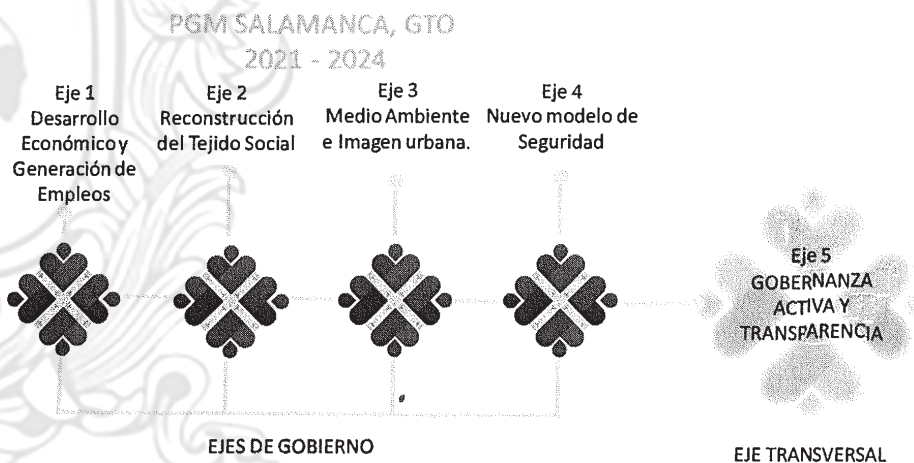 PGM SALAMANCA, GTO
2021 - 2024
Eje 1
Desarrollo
Económico y
Generación de
Empleos
Eje 2
Reconstrucción
del Tejido Social
Eje 3
Medio Ambiente
e Imagen urbana.
Eje 4
Nuevo modelo de
Seguridad
Eje 5
GOBERNANZA
ACTIVA Y
TRANSPARENCIA
EJES DE GOBIERNO
EJE TRANSVERSAL